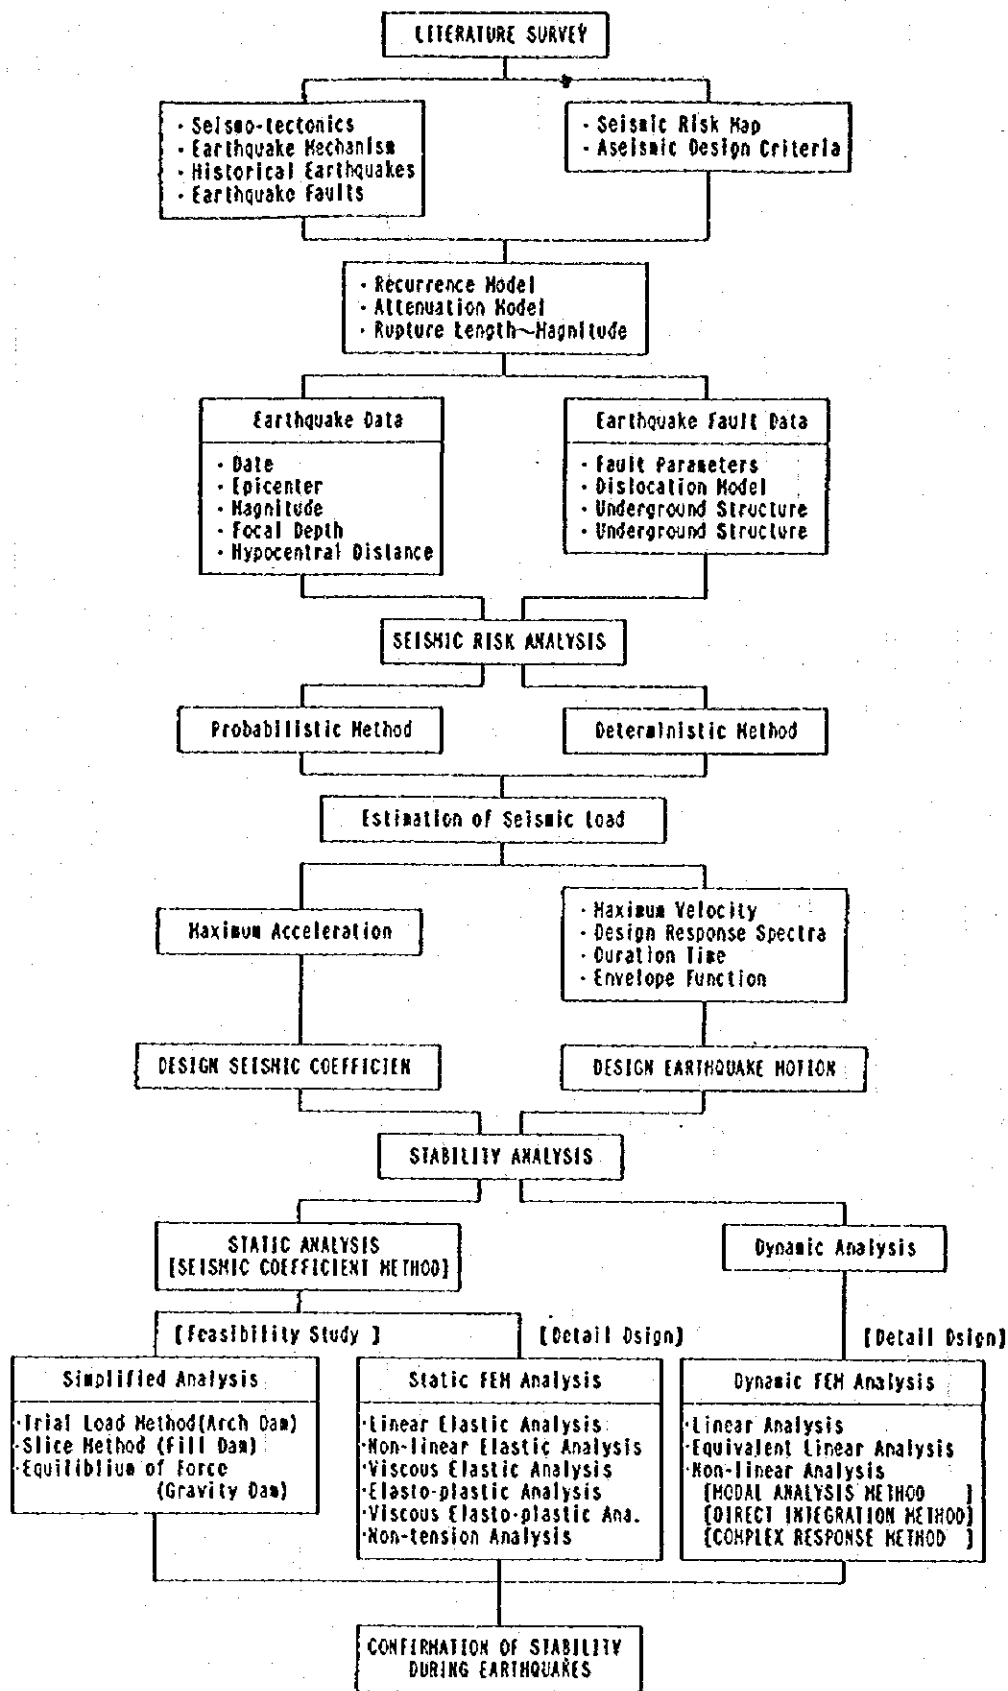 LITERATURE SURVEY
· Seismo-tectonics
· Earthquake Mechanism
· Historical Earthquakes
· Earthquake Faults
· Seismic Risk Map
· Aseismic Design Criteria
· Recurrence Model
· Attenuation Model
· Rupture Length~Magnitude
Earthquake Data
· Date
· Epicenter
· Magnitude
· Focal Depth
· Hypocentral Distance
Earthquake Fault Data
· Fault Parameters
· Dislocation Model
· Underground Structure
· Underground Structure
SEISMIC RISK ANALYSIS
Probabilistic Method
Deterministic Method
Estimation of Seismic Load
Maximum Acceleration
· Maximum Velocity
· Design Response Spectra
· Duration Time
· Envelope Function
DESIGN SEISMIC COEFFICIEN
DESIGN EARTHQUAKE MOTION
STABILITY ANALYSIS
STATIC ANALYSIS
[SEISMIC COEFFICIENT METHOD]
Dynamic Analysis
[Feasibility Study ]
[Detail Dsign]
[Detail Dsign]
Simplified Analysis
·Trial Load Method(Arch Dam)
·Slice Method (Fill Dam)
·Equiliblium of Force
(Gravity Dam)
Static FEM Analysis
·Linear Elastic Analysis
·Non-linear Elastic Analysis
·Viscous Elastic Analysis
·Elasto-plastic Analysis
·Viscous Elasto-plastic Ana.
·Non-tension Analysis
Dynamic FEM Analysis
·Linear Analysis
·Equivalent Linear Analysis
·Non-linear Analysis
[MODAL ANALYSIS METHOD ]
[DIRECT INTEGRATION METHOD]
[COMPLEX RESPONSE METHOD ]
CONFIRMATION OF STABILITY
DURING EARTHQUAKES